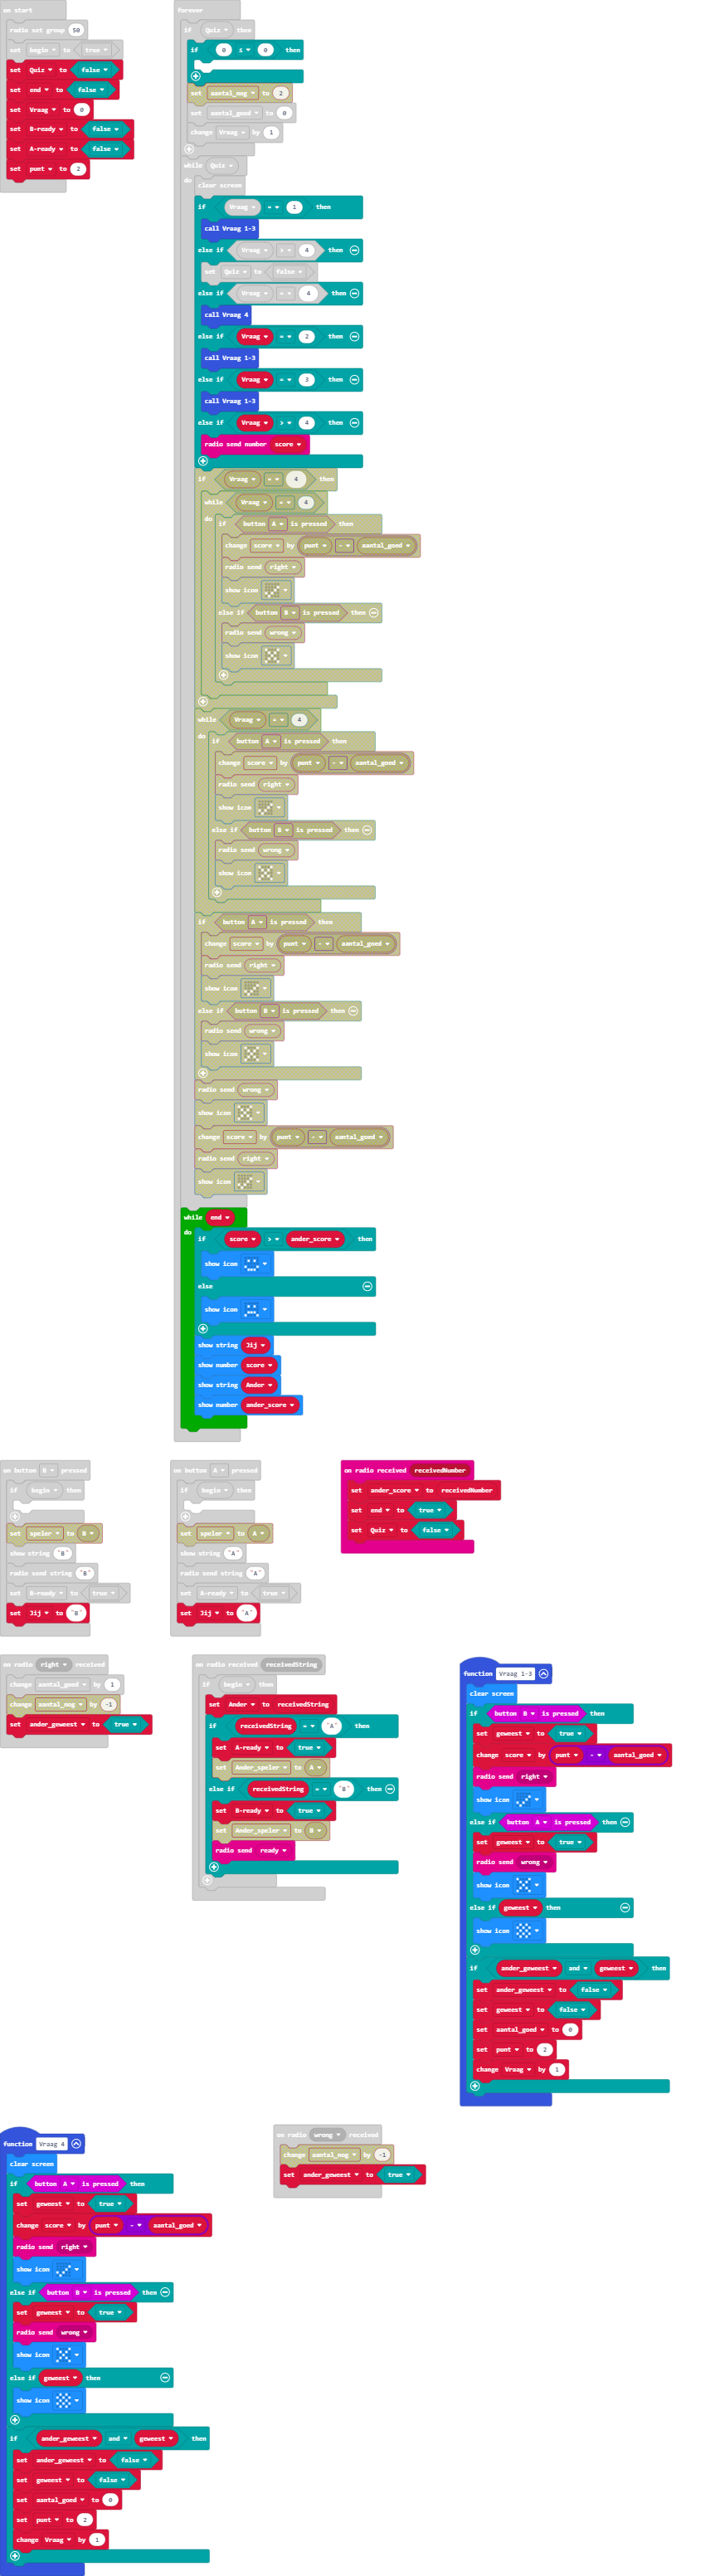 on start
radio set group 50
set begin to true
set Quiz to false
set end to false
set Vraag to 0
set B-ready to false
set A-ready to false
set punt to 2
forever
if Quiz then
if 0 ≤ 0 then
set aantal_nog to 2
set aantal_goed to 0
change Vraag by 1
while Quiz
do
clear screen
if Vraag = 1 then
call Vraag 1-3
else if Vraag > 4 then
set Quiz to false
else if Vraag = 4 then
call Vraag 4
else if Vraag = 2 then
call Vraag 1-3
else if Vraag = 3 then
call Vraag 1-3
else if Vraag > 4 then
radio send number score
if Vraag = 4 then
while Vraag = 4
do if button A is pressed then
change score by punt - aantal_goed
radio send right
show icon
else if button B is pressed then
radio send wrong
show icon
while Vraag = 4
do if button A is pressed then
change score by punt - aantal_goed
radio send right
show icon
else if button B is pressed then
radio send wrong
show icon
if button A is pressed then
change score by punt - aantal_goed
radio send right
show icon
else if button B is pressed then
radio send wrong
show icon
radio send wrong
show icon
change score by punt - aantal_goed
radio send right
show icon
while end
do if score > ander_score then
show icon
else
show icon
show string Jij
show number score
show string Ander
show number ander_score
on button B pressed
if begin then
set speler to B
show string "B"
radio send string "B"
set B-ready to true
set Jij to "B"
on button A pressed
if begin then
set speler to A
show string "A"
radio send string "A"
set A-ready to true
set Jij to "A"
on radio received receivedNumber
set ander_score to receivedNumber
set end to true
set Quiz to false
on radio right received
change aantal_goed by 1
change aantal_nog by -1
set ander_geweest to true
on radio received receivedString
if begin then
set Ander to receivedString
if receivedString = "A" then
set A-ready to true
set Ander_speler to A
else if receivedString = "B" then
set B-ready to true
set Ander_speler to B
radio send ready
function Vraag 1-3
clear screen
if button B is pressed then
set geweest to true
change score by punt - aantal_goed
radio send right
show icon
else if button A is pressed then
set geweest to true
radio send wrong
show icon
else if geweest then
show icon
if ander_geweest and geweest then
set ander_geweest to false
set geweest to false
set aantal_goed to 0
set punt to 2
change Vraag by 1
function Vraag 4
clear screen
if button A is pressed then
set geweest to true
change score by punt - aantal_goed
radio send right
show icon
else if button B is pressed then
set geweest to true
radio send wrong
show icon
else if geweest then
show icon
if ander_geweest and geweest then
set ander_geweest to false
set geweest to false
set aantal_goed to 0
set punt to 2
change Vraag by 1
on radio wrong received
change aantal_nog by -1
set ander_geweest to true